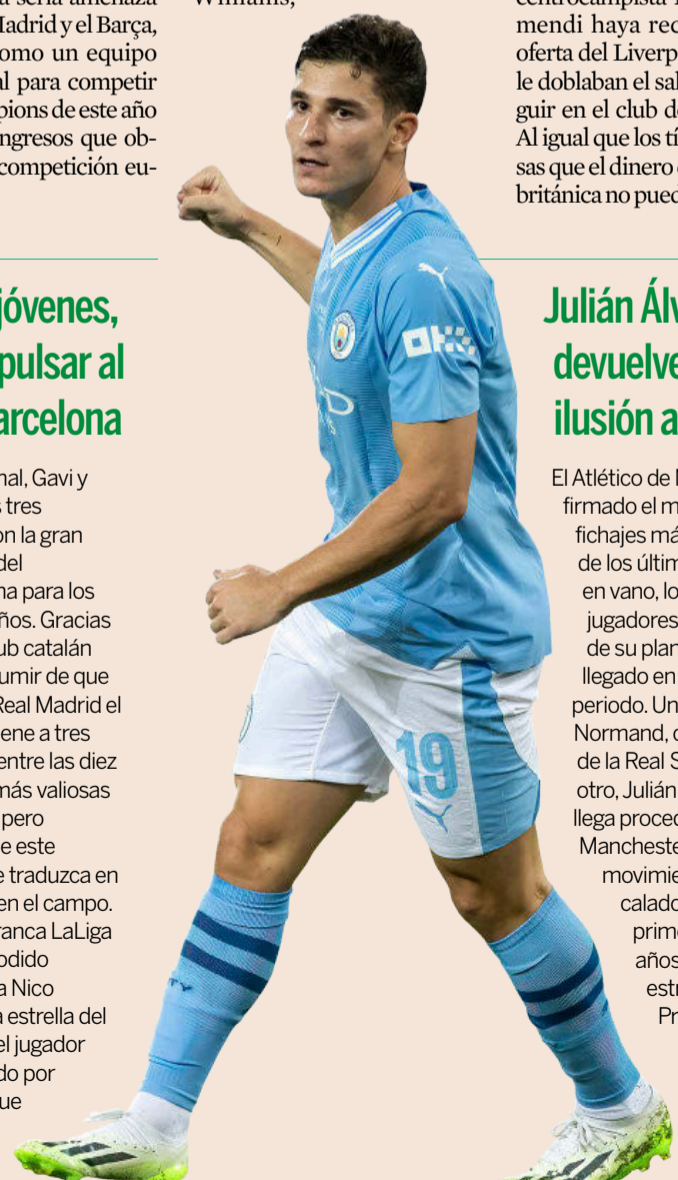 Madrid y el Barça,
omo un equipo
al para competir
pions de este año
ngresos que ob-
competición eu-
Williams,
mendi haya rec
oferta del Liverp
le doblaban el sal
guir en el club d
Al igual que los tí
sas que el dinero
británica no pued
jóvenes,
pulsar al
arcelona
nal, Gavi y
s tres
on la gran
del
na para los
ños. Gracias
ub catalán
umir de que
Real Madrid el
ene a tres
entre las diez
más valiosas
pero
e este
e traduzca en
en el campo.
ranca LaLiga
odido
a Nico
a estrella del
el jugador
do por
ue
Julián Álv
devuelve
ilusión a
El Atlético de
firmado el m
fichajes má
de los últim
en vano, lo
jugadores
de su plan
llegado en
periodo. Un
Normand,
de la Real S
otro, Julián
llega proced
Mancheste
movimie
calado
prim
años
estr
Pr
19